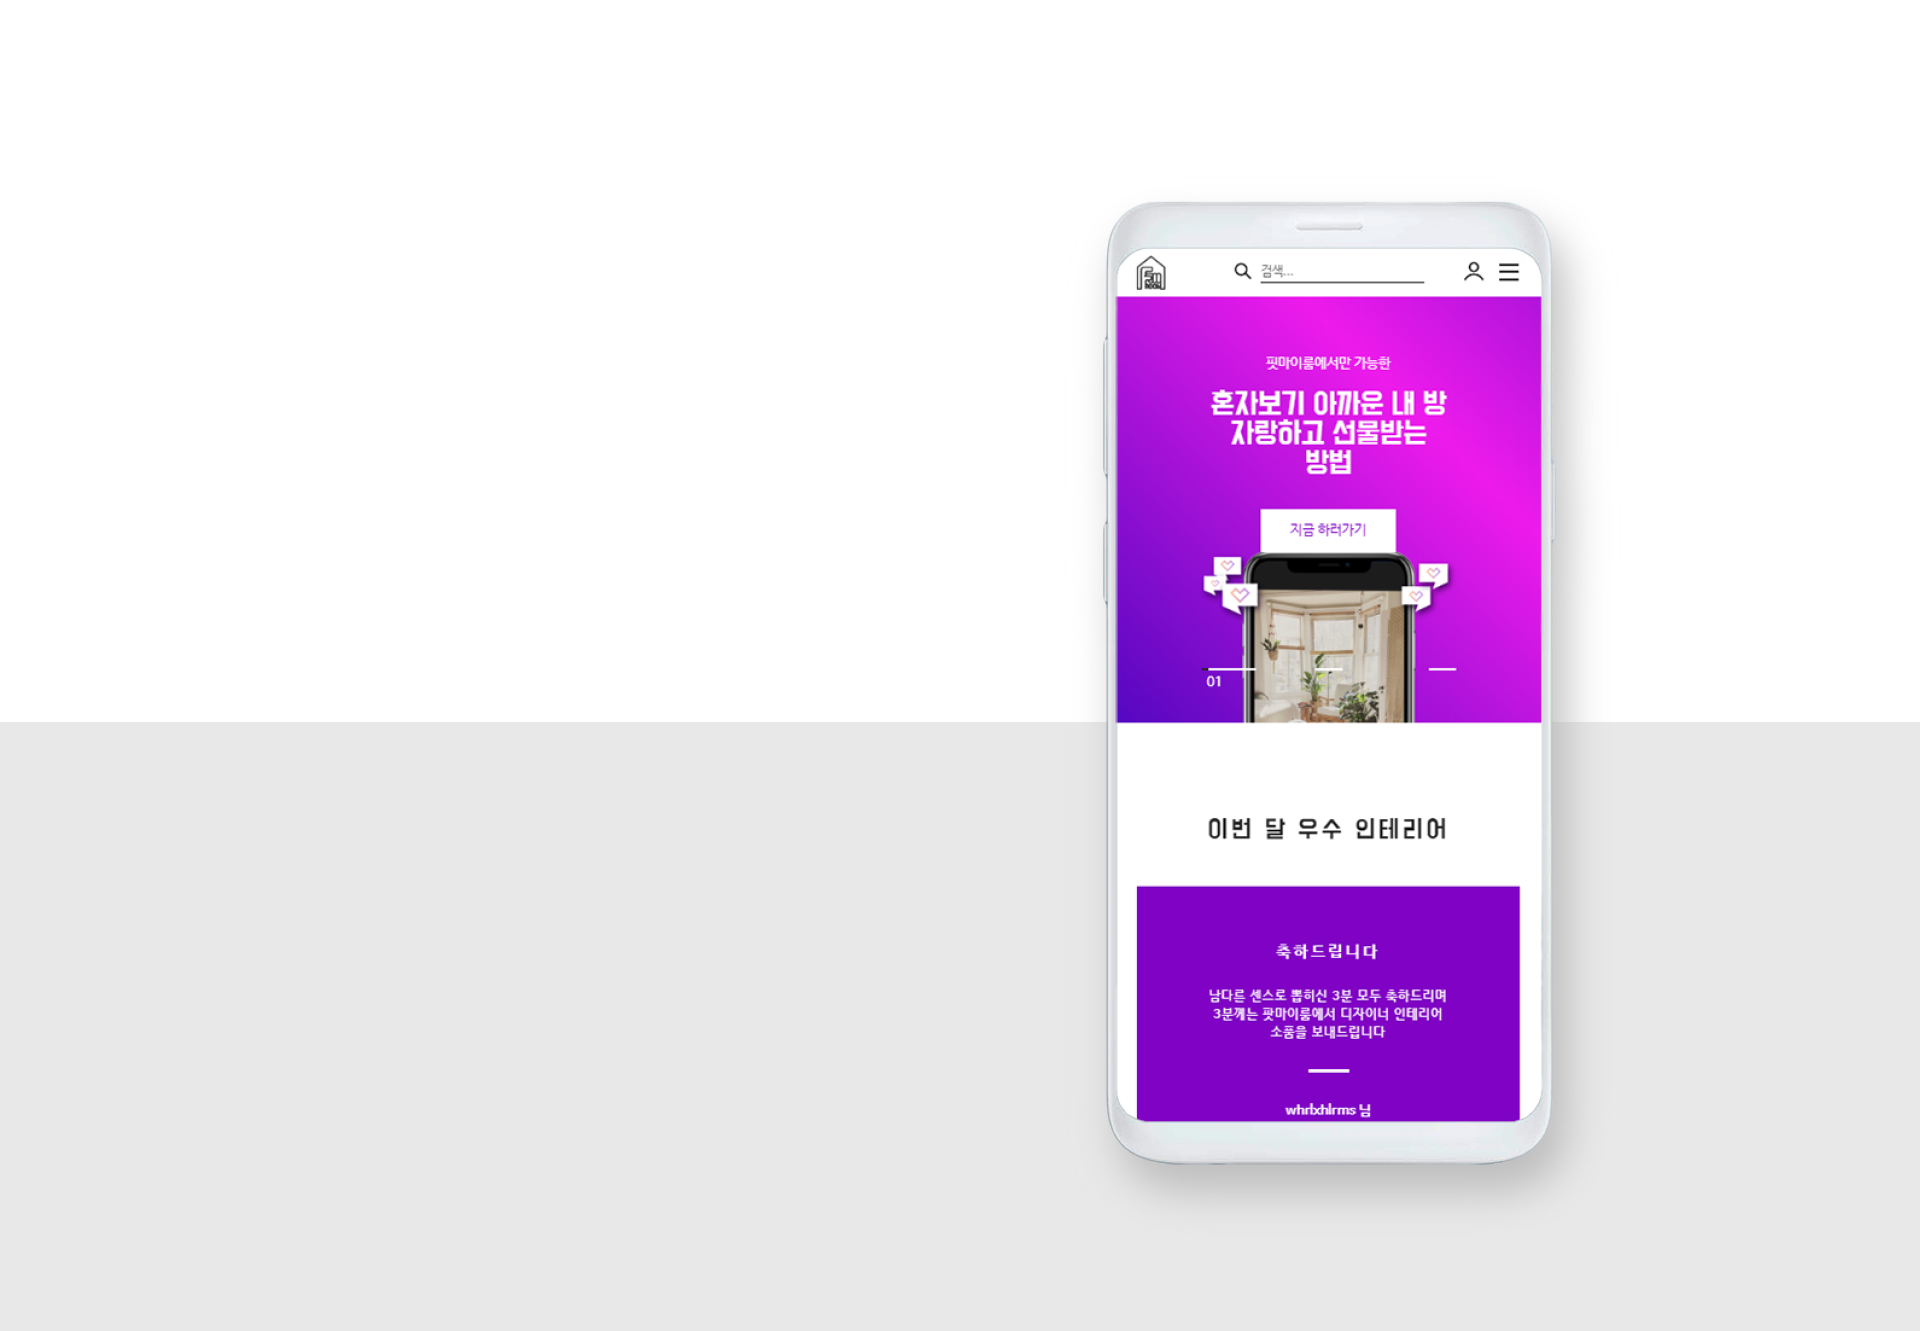 검색...
핏마이룸에서만 가능한
혼자보기 아까운 내 방
자랑하고 선물받는
방법
지금 하러가기
01
이번 달 우수 인테리어
축하드립니다
남다른 센스로 뽑히신 3분 모두 축하드리며
3분께는 핏마이룸에서 디자이너 인테리어
소품을 보내드립니다
whrlxhlrms 님